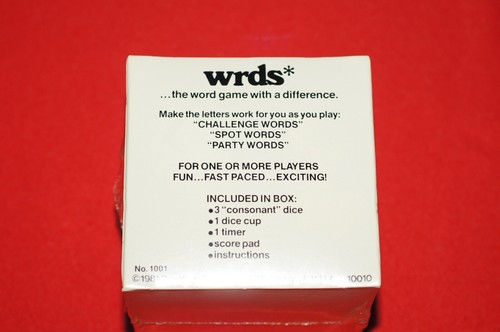 wrds*
...the word game with a difference.
Make the letters work for you as you play:
"CHALLENGE WORDS"
"SPOT WORDS"
"PARTY WORDS"
FOR ONE OR MORE PLAYERS
FUN...FAST PACED...EXCITING!
INCLUDED IN BOX:
•3 "consonant" dice
•1 dice cup
•1 timer
•score pad
•instructions
No. 1001
10010